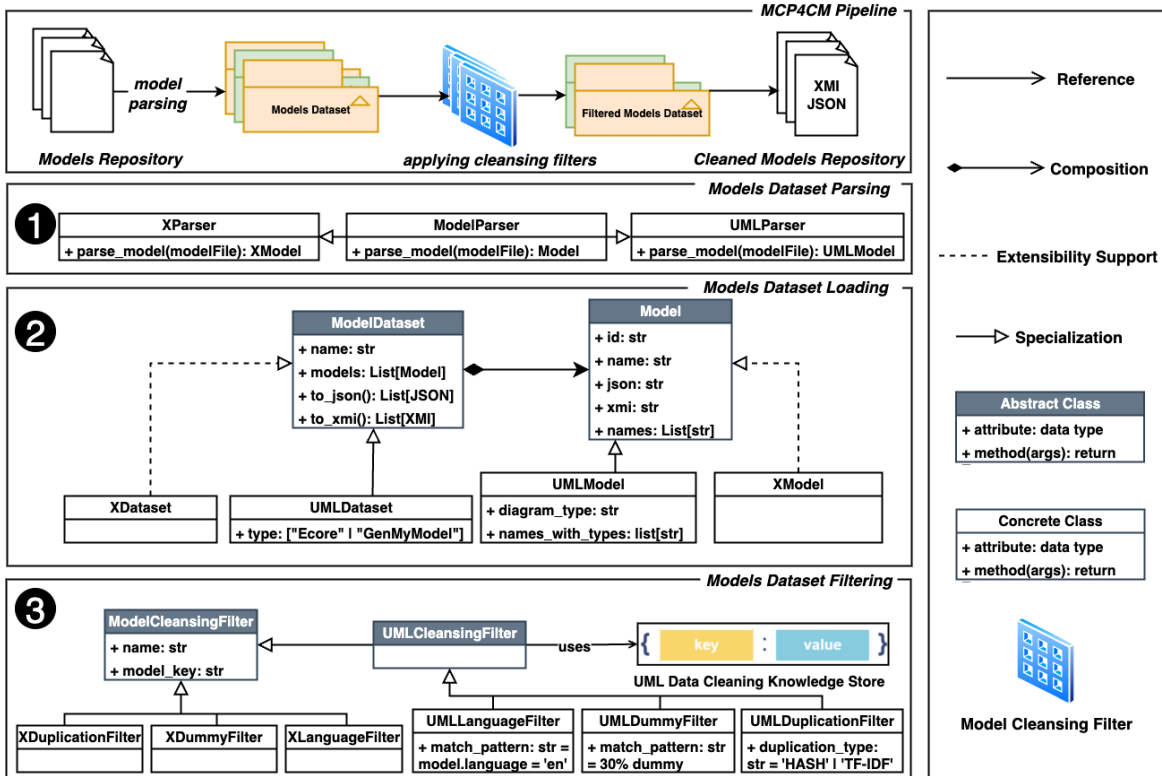 MCP4CM Pipeline
model
parsing
Models Dataset
Filtered Models Dataset
XMI
JSON
Models Repository
applying cleansing filters
Cleaned Models Repository
Models Dataset Parsing
1
XParser
+ parse_model(modelFile): XModel
ModelParser
+ parse_model(modelFile): Model
UMLParser
+ parse_model(modelFile): UMLModel
Models Dataset Loading
2
ModelDataset
+ name: str
+ models: List[Model]
+ to_json(): List[JSON]
+ to_xmi(): List[XMI]
Model
+ id: str
+ name: str
+ json: str
+ xmi: str
+ names: List[str]
XDataset
UMLDataset
+ type: ["Ecore" | "GenMyModel"]
UMLModel
+ diagram_type: str
+ names_with_types: list[str]
XModel
Models Dataset Filtering
3
ModelCleansingFilter
+ name: str
+ model_key: str
UMLCleansingFilter
uses
{ key : value }
UML Data Cleaning Knowledge Store
XDuplicationFilter
XDummyFilter
XLanguageFilter
UMLLanguageFilter
+ match_pattern: str =
model.language = 'en'
UMLDummyFilter
+ match_pattern: str
= 30% dummy
UMLDuplicationFilter
+ duplication_type:
str = 'HASH' | 'TF-IDF'
Reference
Composition
Extensibility Support
Specialization
Abstract Class
+ attribute: data type
+ method(args): return
Concrete Class
+ attribute: data type
+ method(args): return
Model Cleansing Filter